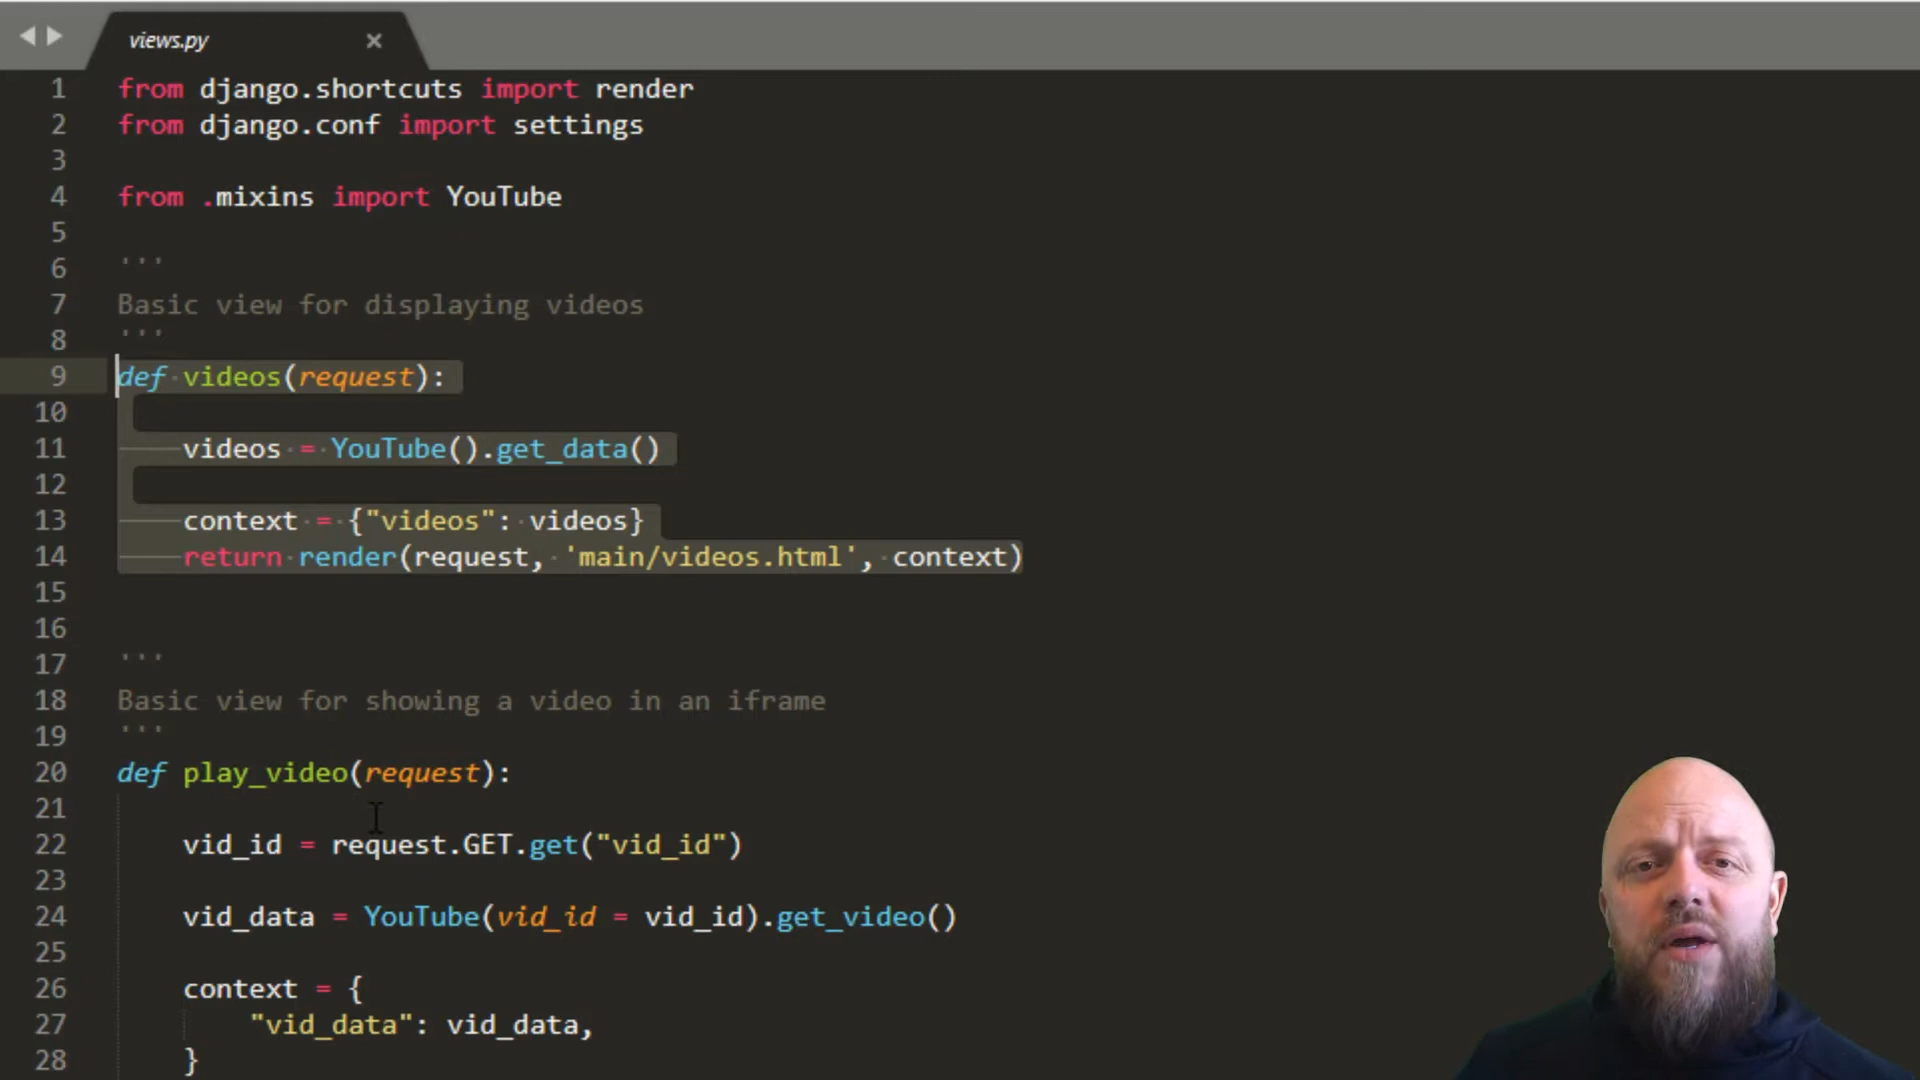 views.py
1 from django.shortcuts import render
2 from django.conf import settings
3
4 from .mixins import YouTube
5
6 '''
7 Basic view for displaying videos
8 '''
9 def videos(request):
10
11 videos = YouTube().get_data()
12
13 context = {"videos": videos}
14 return render(request, 'main/videos.html', context)
15
16
17 '''
18 Basic view for showing a video in an iframe
19 '''
20 def play_video(request):
21
22 vid_id = request.GET.get("vid_id")
23
24 vid_data = YouTube(vid_id = vid_id).get_video()
25
26 context = {
27 "vid_data": vid_data,
28 }